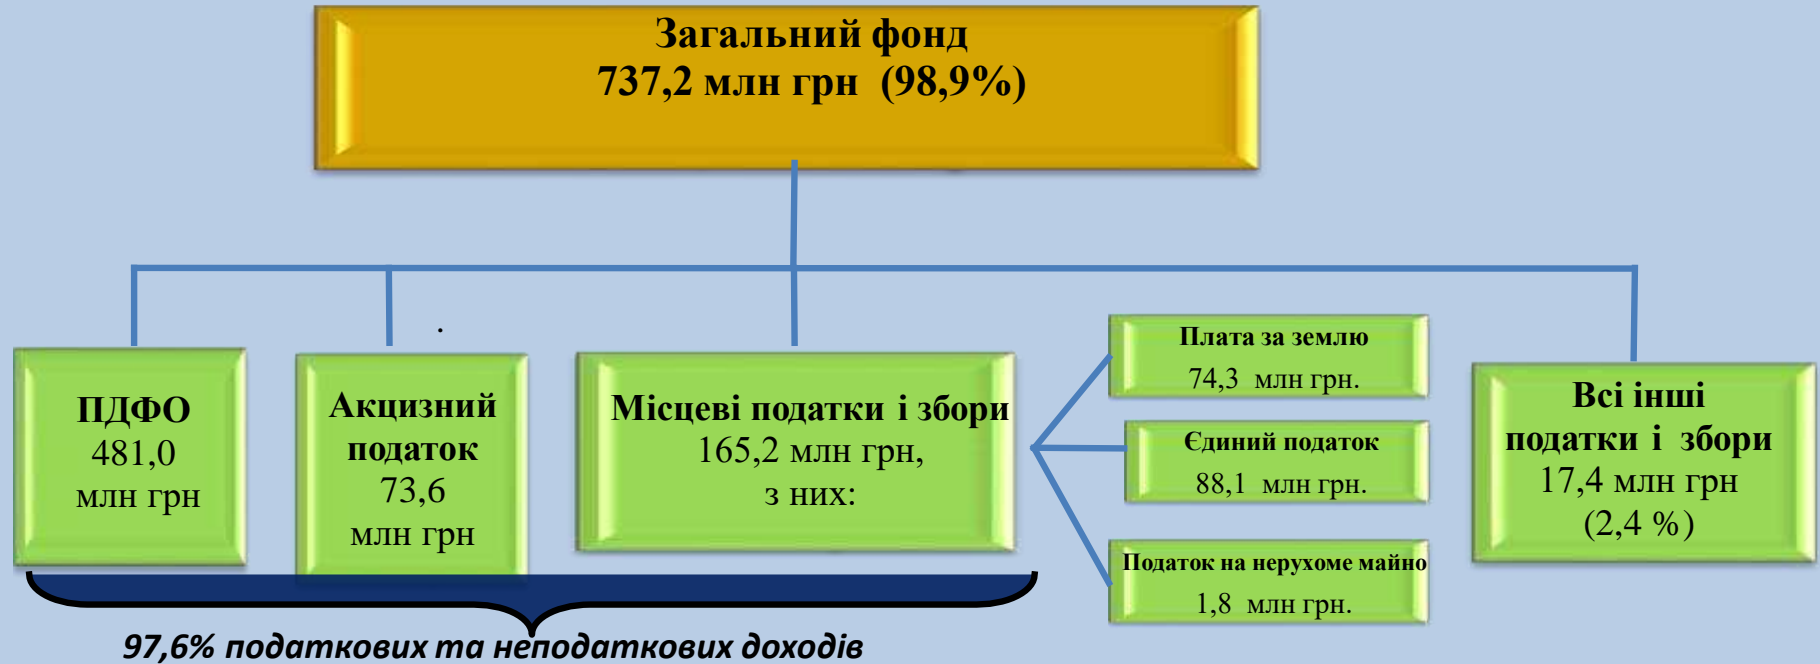 Загальний фонд
737,2 млн грн (98,9%)
.
ПДФО
481,0
млн грн
Акцизний
податок
73,6
млн грн
Місцеві податки і збори
165,2 млн грн,
з них:
Плата за землю
74,3 млн грн.
Єдиний податок
88,1 млн грн.
Податок на нерухоме майно
1,8 млн грн.
Всі інші
податки і збори
17,4 млн грн
(2,4 %)
97,6% податкових та неподаткових доходів